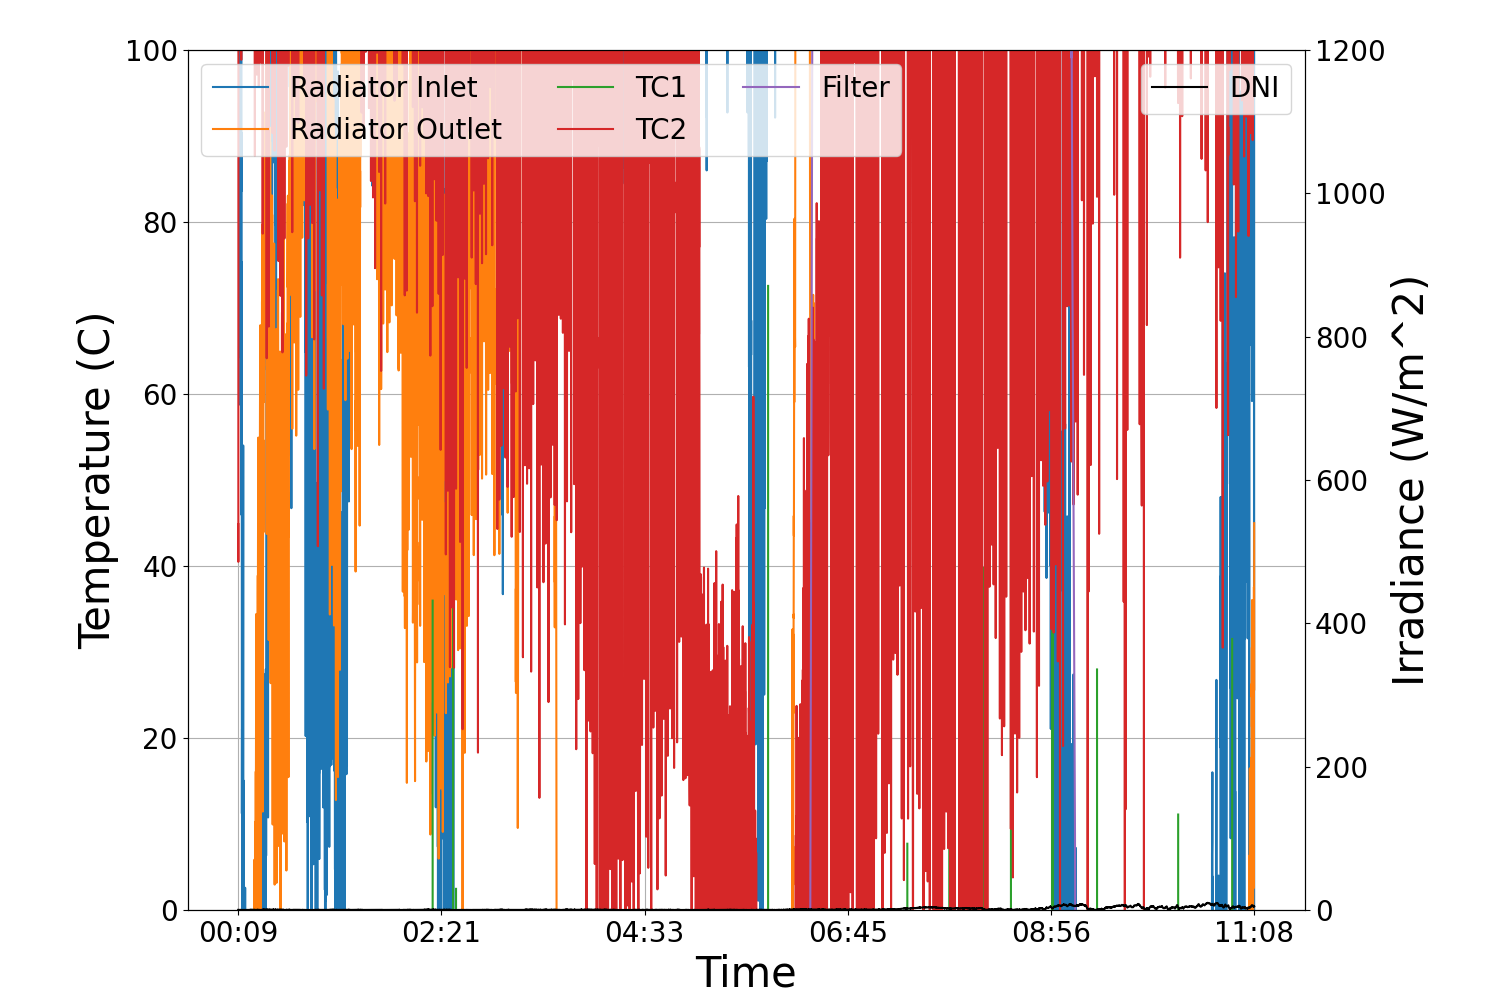 100
80
60
40
20
0
Temperature (C)
Radiator Inlet
Radiator Outlet
TC1
TC2
Filter
DNI
1200
1000
800
600
400
200
0
Irradiance (W/m^2)
00:09
02:21
04:33
06:45
08:56
11:08
Time